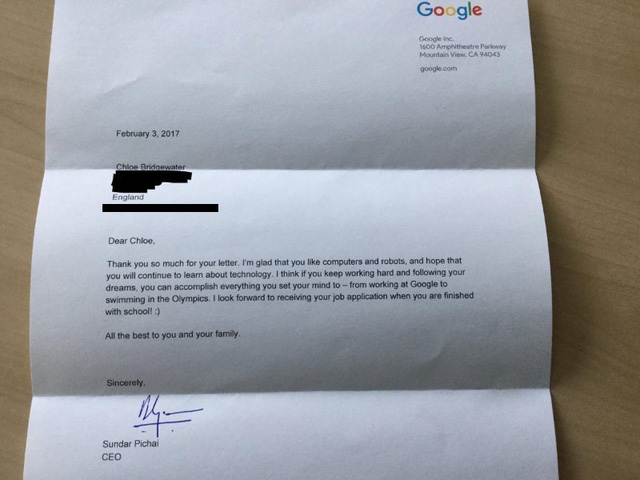 Google
Google Inc.
1600 Amphitheatre Parkway
Mountain View, CA 94043
google.com
February 3, 2017
Chloe Bridgewater
England
Dear Chloe,
Thank you so much for your letter. I'm glad that you like computers and robots, and hope that
you will continue to learn about technology. I think if you keep working hard and following your
dreams, you can accomplish everything you set your mind to – from working at Google to
swimming in the Olympics. I look forward to receiving your job application when you are finished
with school! :)
All the best to you and your family.
Sincerely,
Sundar Pichai
CEO